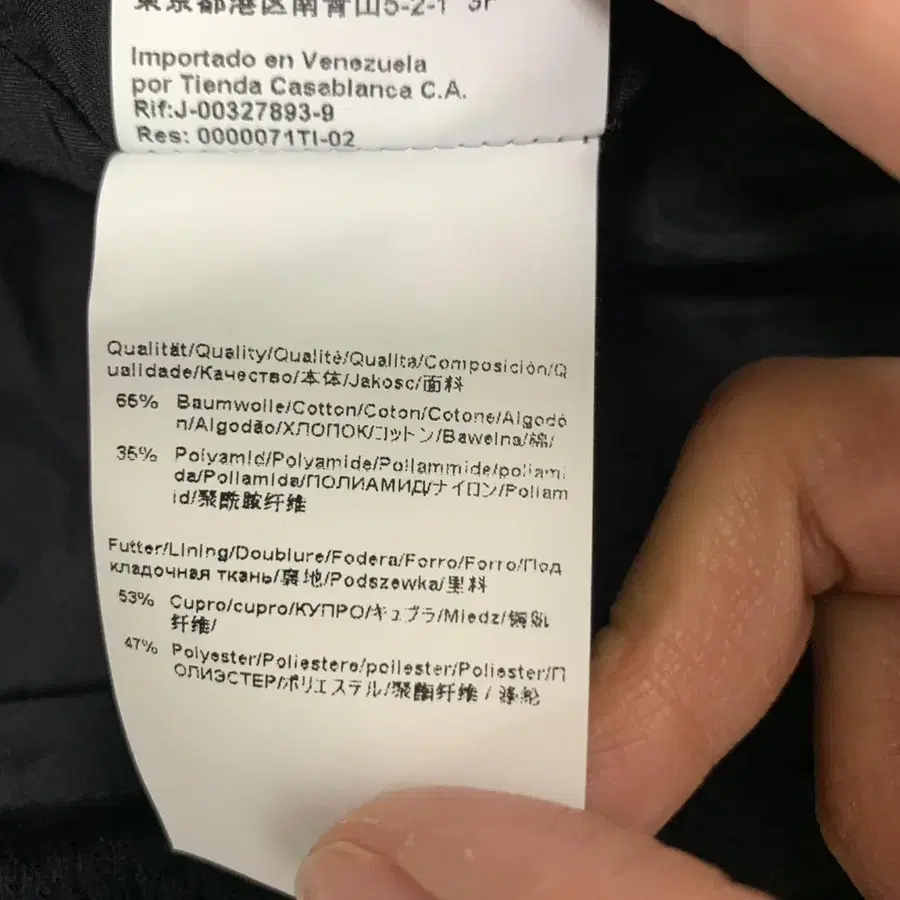 東京都港区南青山5-2-1 3F
Importado en Venezuela
por Tienda Casablanca C.A.
Rif:J-00327893-9
Res: 0000071TI-02
Qualität/Quality/Qualité/Qualita/Composición/Q
ualidade/Качество/本体/Jakosc/面料
65% Baumwolle/Cotton/Coton/Cotone/Algodó
n/Algodão/ХЛОПОК/コットン/Bawelna/棉/
35% Polyamid/Polyamide/Poliammide/poliami
da/Poliamida/ПОЛИАМИД/ナイロン/Poliam
id/聚酰胺纤维
Futter/Lining/Doublure/Fodera/Forro/Forro/Под
кладочная ткань/裏地/Podszewka/里料
53% Cupro/cupro/КУПРО/キュプラ/Miedz/铜氨
纤维/
47% Polyester/Poliestere/poliester/Poliester/П
ОЛИЭСТЕР/ポリエステル/聚酯纤维 / 涤纶